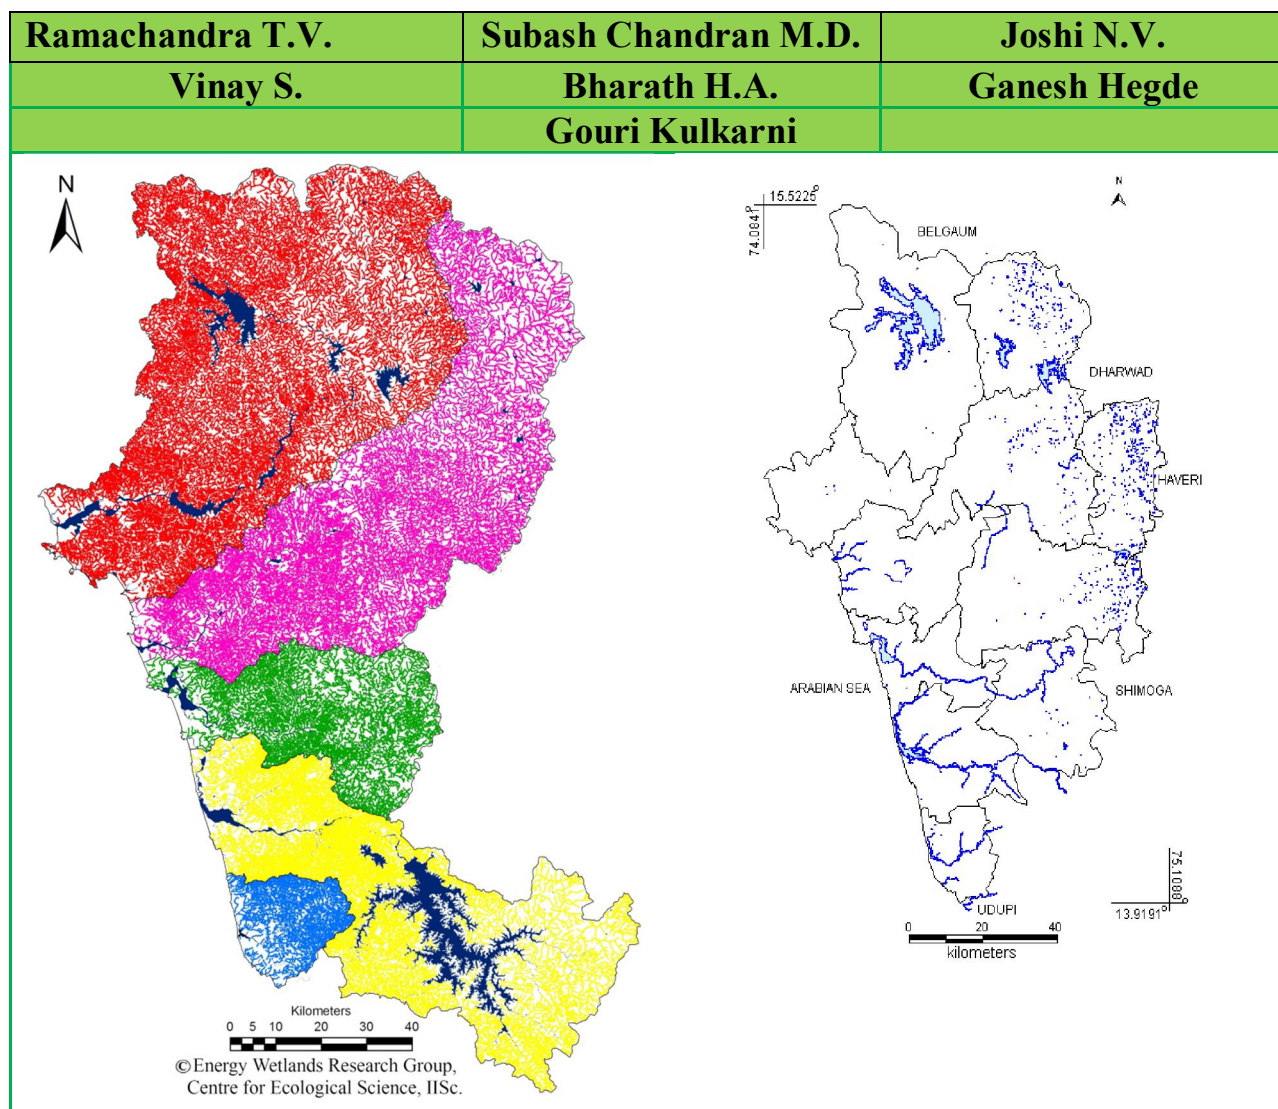 Ramachandra T.V. Subash Chandran M.D. Joshi N.V.
Vinay S. Bharath H.A. Ganesh Hegde
Gouri Kulkarni
N
Kilometers
0 5 10 20 30 40
© Energy Wetlands Research Group,
Centre for Ecological Science, IISc.
N
15.5225°
74.0841°
BELGAUM
DHARWAD
HAVERI
ARABIAN SEA
SHIMOGA
UDUPI
75.1088°
13.9191°
0 20 40
kilometers